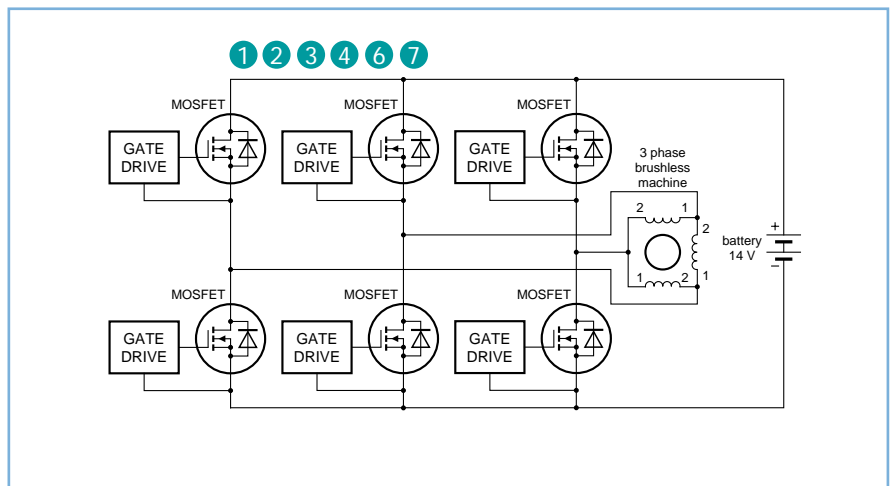 1 2 3 4 6 7
MOSFET MOSFET MOSFET
GATE DRIVE
GATE DRIVE
GATE DRIVE
3 phase
brushless
machine
2 1
2
1 2 1
battery
14 V
+
−
MOSFET MOSFET MOSFET
GATE DRIVE
GATE DRIVE
GATE DRIVE